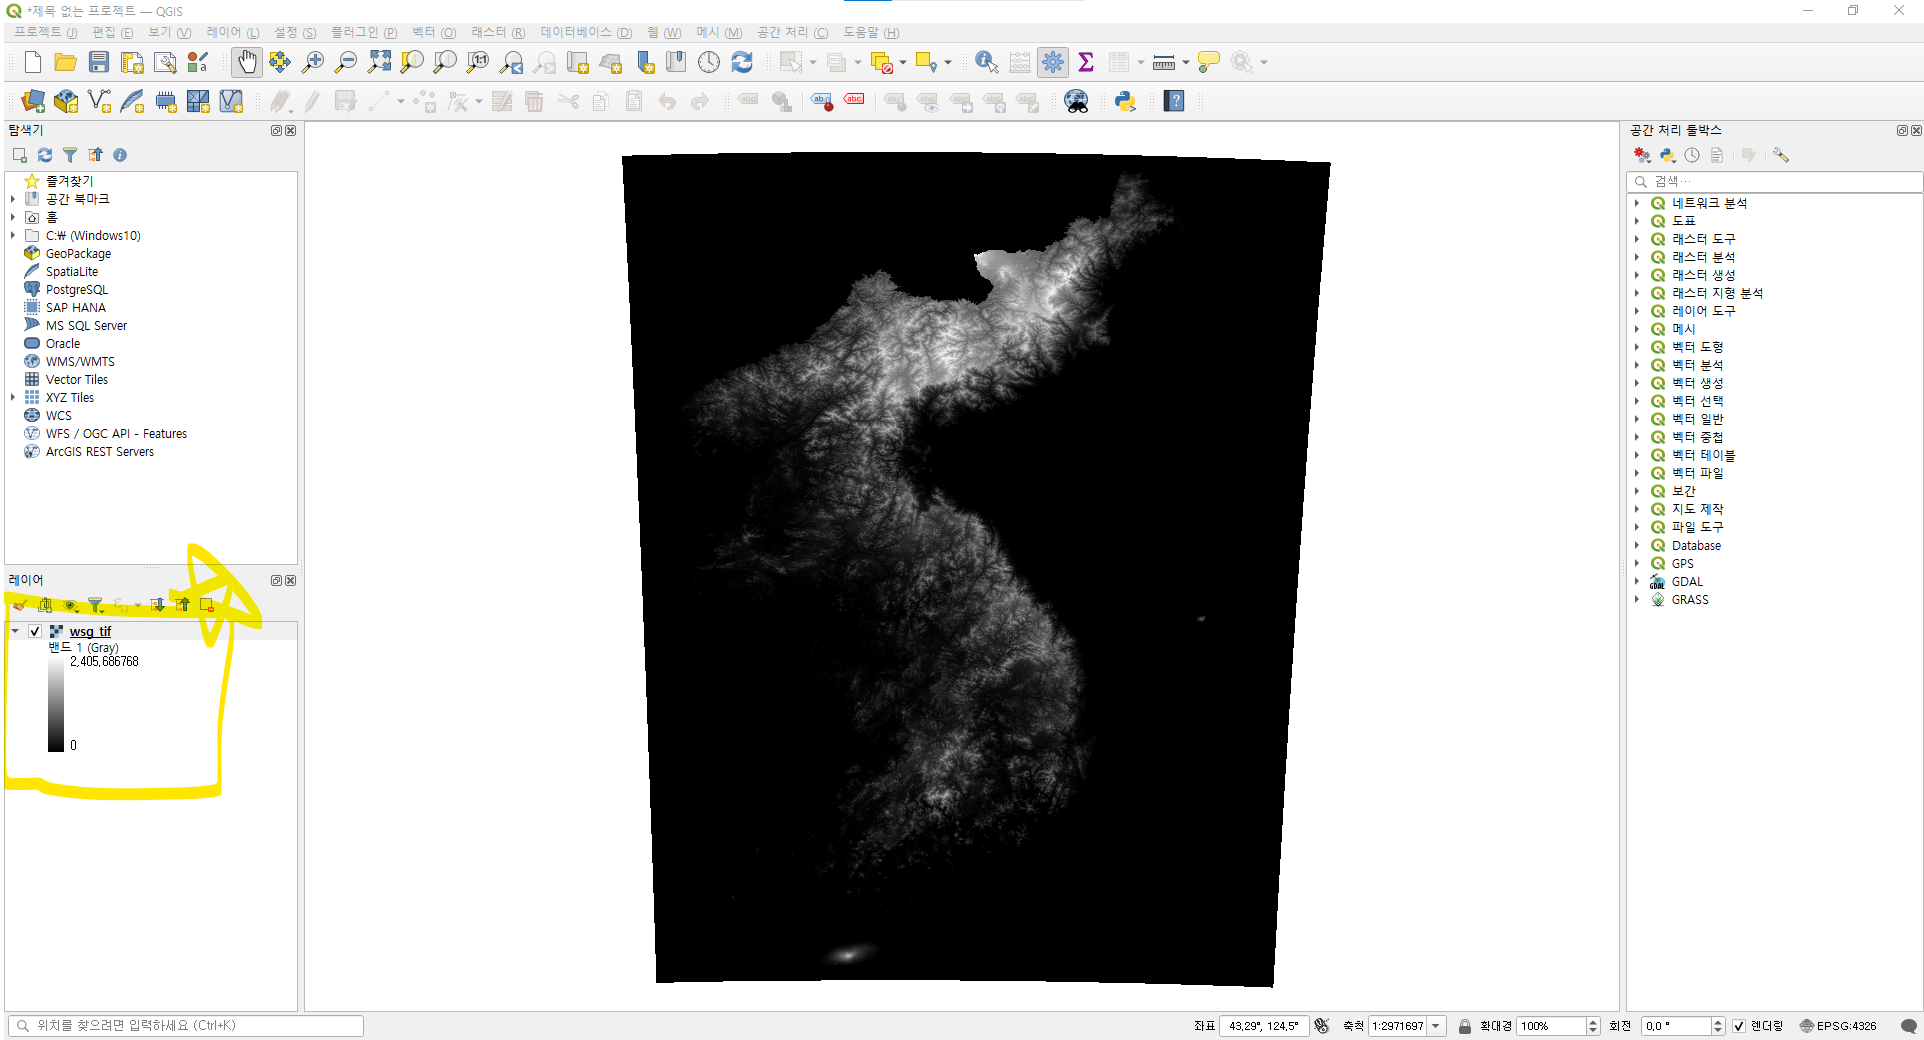 *제목 없는 프로젝트 — QGIS
프로젝트 (J) 편집 (E) 보기 (V) 레이어 (L) 설정 (S) 플러그인 (P) 벡터 (O) 래스터 (R) 데이터베이스 (D) 웹 (W) 메시 (M) 공간 처리 (C) 도움말 (H)
탐색기
즐겨찾기
공간 북마크
홈
C:₩ (Windows10)
GeoPackage
SpatiaLite
PostgreSQL
SAP HANA
MS SQL Server
Oracle
WMS/WMTS
Vector Tiles
XYZ Tiles
WCS
WFS / OGC API - Features
ArcGIS REST Servers
레이어
wsg_tif
밴드 1 (Gray)
2,405,686768
0
공간 처리 툴박스
검색…
네트워크 분석
도표
래스터 도구
래스터 분석
래스터 생성
래스터 지형 분석
레이어 도구
메시
벡터 도형
벡터 분석
벡터 생성
벡터 선택
벡터 일반
벡터 중첩
벡터 테이블
벡터 파일
보간
지도 제작
파일 도구
Database
GPS
GDAL
GRASS
위치를 찾으려면 입력하세요 (Ctrl+K)
좌표 43,29°, 124,5° 축척 1:2971697 확대경 100% 회전 0,0 ° 렌더링 EPSG:4326